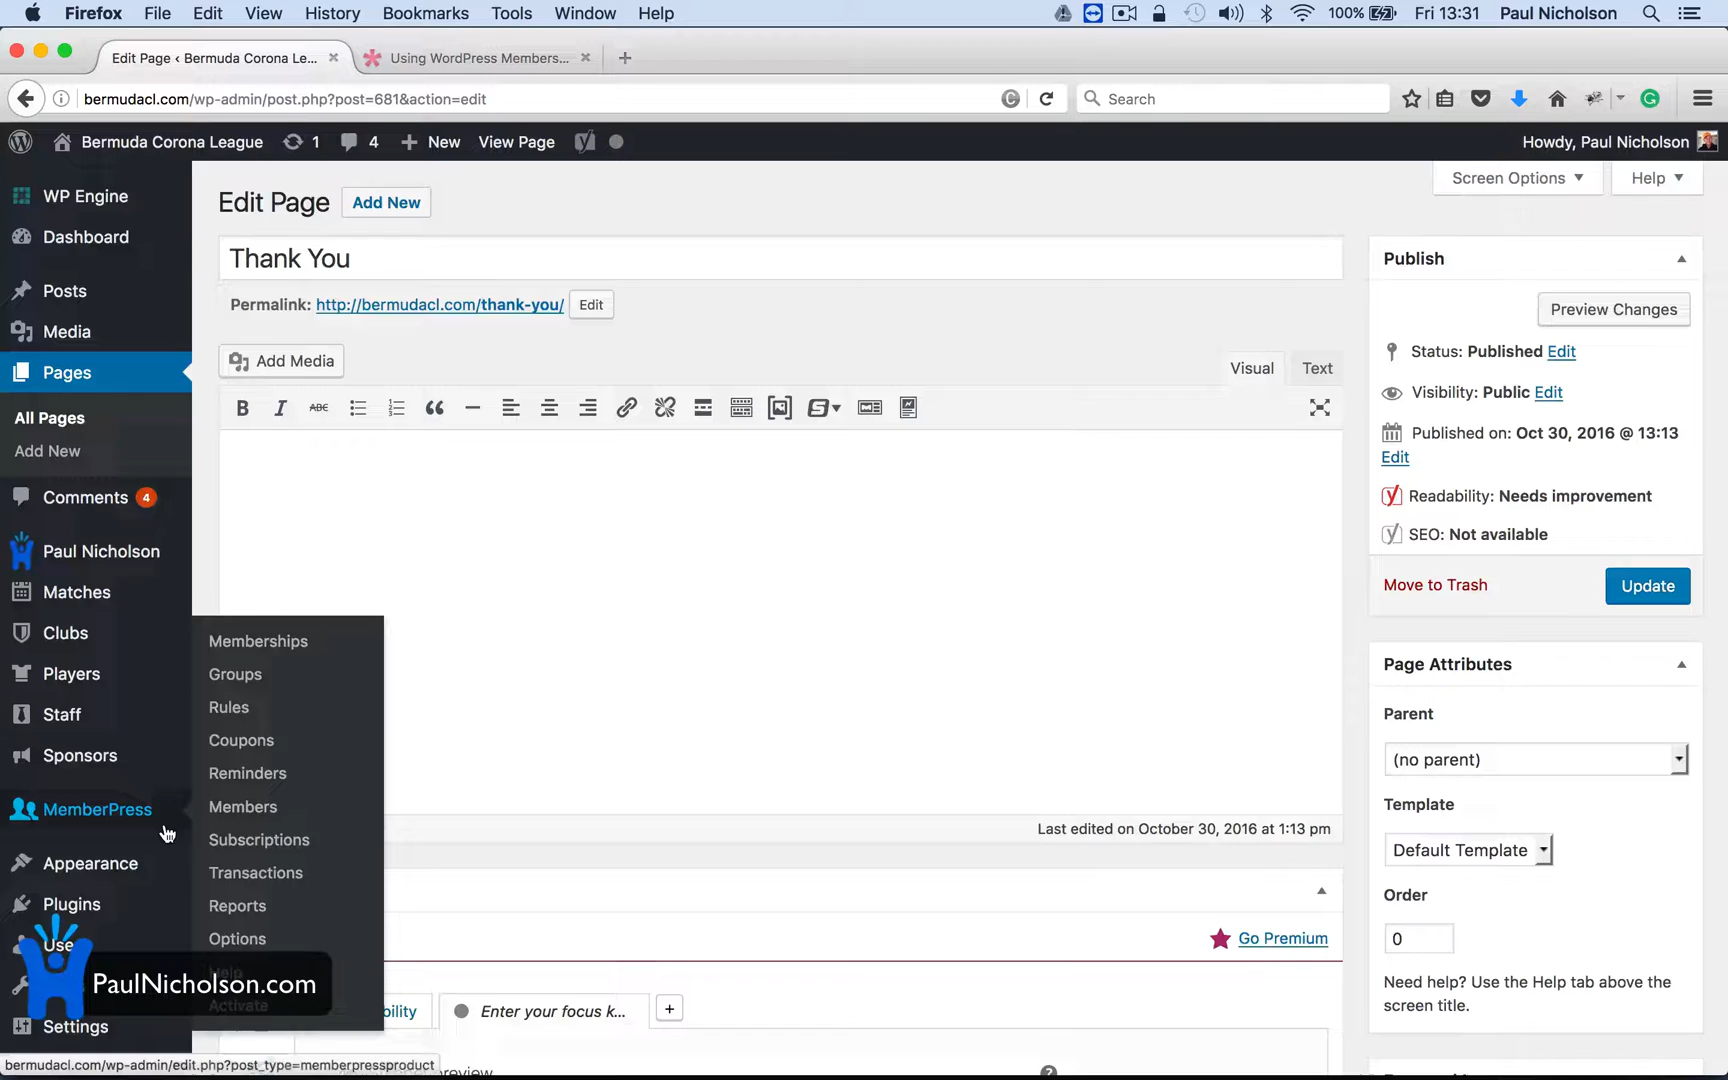 Firefox File Edit View History Bookmarks Tools Window Help 100% Fri 13:31 Paul Nicholson
Edit Page ‹ Bermuda Corona Le... Using WordPress Members...
bermudacl.com/wp-admin/post.php?post=681&action=edit Search
Bermuda Corona League 1 4 New View Page Howdy, Paul Nicholson
Screen Options Help
WP Engine
Dashboard
Posts
Media
Pages
All Pages
Add New
Comments 4
Paul Nicholson
Matches
Clubs
Players
Staff
Sponsors
MemberPress
Appearance
Plugins
Use
Settings
Memberships
Groups
Rules
Coupons
Reminders
Members
Subscriptions
Transactions
Reports
Options
Help
Activate
PaulNicholson.com
Edit Page Add New
Thank You
Permalink: http://bermudacl.com/thank-you/ Edit
Add Media
Visual Text
B I ABC
Last edited on October 30, 2016 at 1:13 pm
Go Premium
bility Enter your focus k... +
preview
?
Publish
Preview Changes
Status: Published Edit
Visibility: Public Edit
Published on: Oct 30, 2016 @ 13:13
Edit
Readability: Needs improvement
SEO: Not available
Move to Trash Update
Page Attributes
Parent
(no parent)
Template
Default Template
Order
0
Need help? Use the Help tab above the
screen title.
bermudacl.com/wp-admin/edit.php?post_type=memberpressproduct